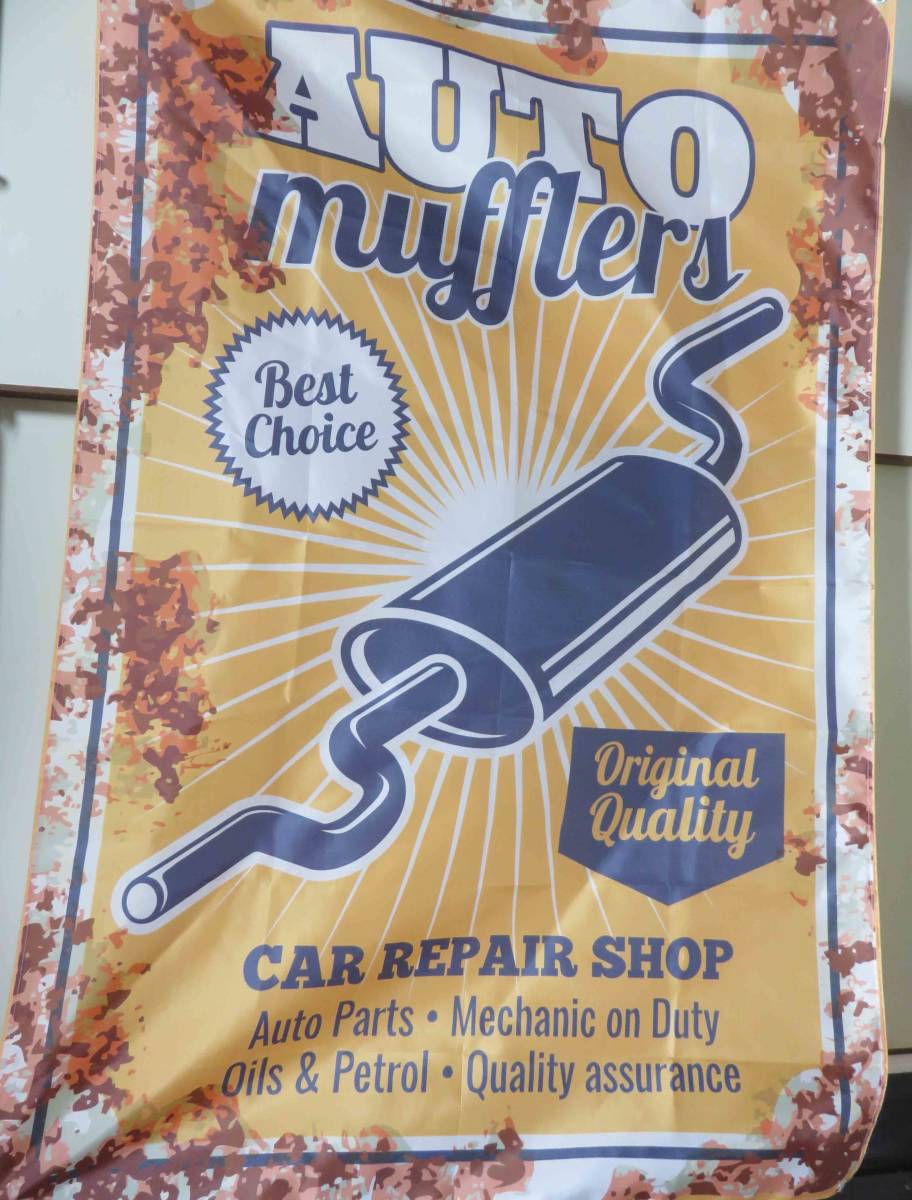 AUTO
mufflers
Best
Choice
Original
Quality
CAR REPAIR SHOP
Auto Parts • Mechanic on Duty
Oils & Petrol • Quality assurance